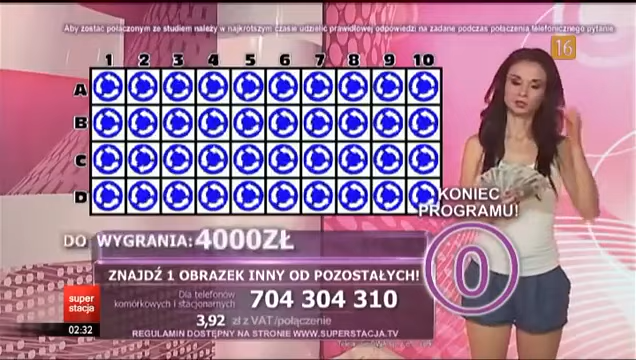 Aby zostać połączonym ze studiem należy w najkrótszym czasie udzielić prawidłowej odpowiedzi na zadane podczas połączenia telefonicznego pytanie.
16
1 2 3 4 5 6 7 8 9 10
A
B
C
D
KONIEC
PROGRAMU!
DO WYGRANIA: 4000ZŁ
0
ZNAJDŹ 1 OBRAZEK INNY OD POZOSTAŁYCH!
Dla telefonów
komórkowych i stacjonarnych
704 304 310
3,92 zł z VAT/połączenie
REGULAMIN DOSTĘPNY NA STRONIE WWW.SUPERSTACJA.TV
super
stacja
02:32